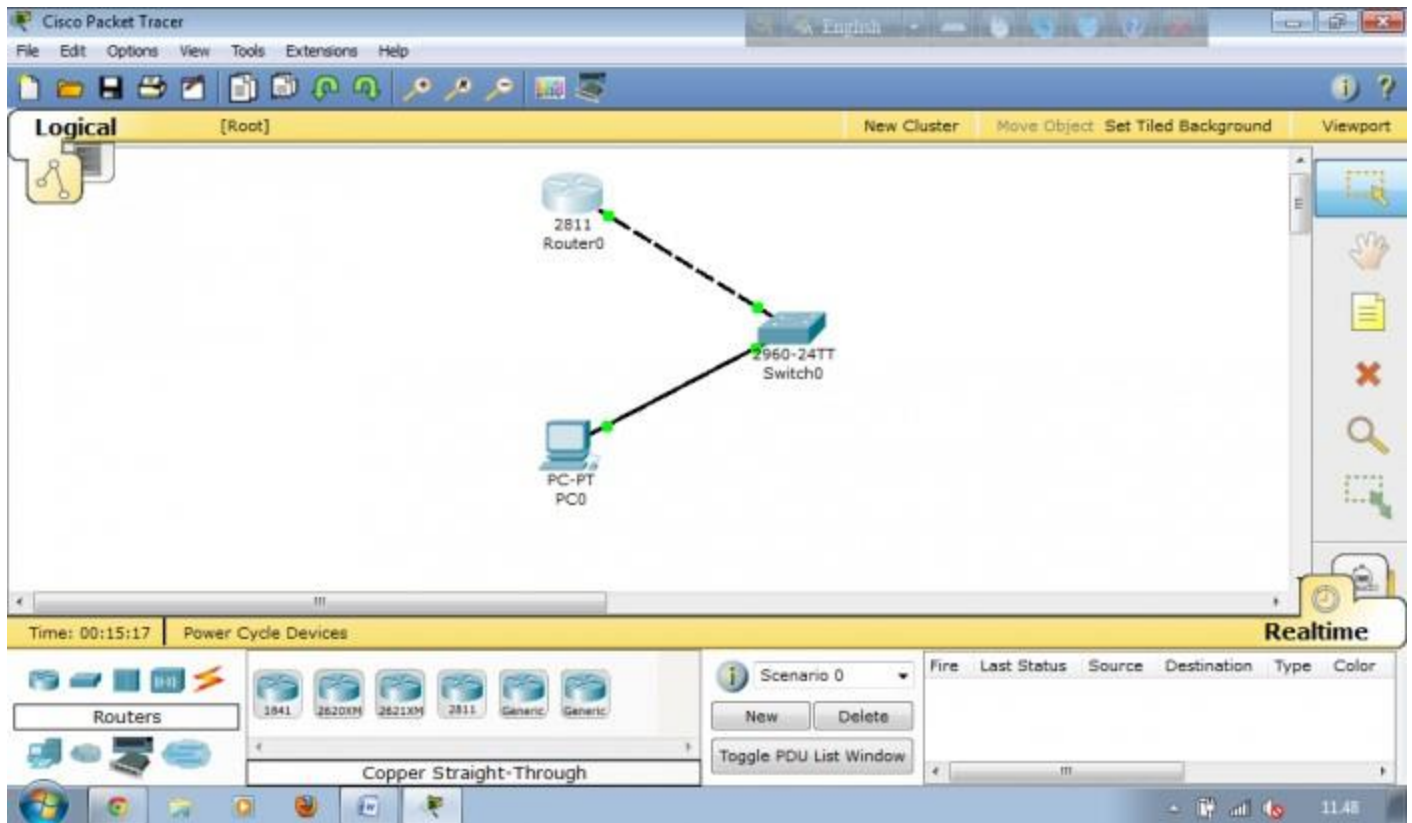 Cisco Packet Tracer
English
File Edit Options View Tools Extensions Help
Logical [Root] New Cluster Move Object Set Tiled Background Viewport
2811
Router0
2960-24TT
Switch0
PC-PT
PC0
Time: 00:15:17 Power Cycle Devices Realtime
Routers
1841 2620XM 2621XM 2811 Generic Generic
Copper Straight-Through
Scenario 0
New Delete
Toggle PDU List Window
Fire Last Status Source Destination Type Color
11.48